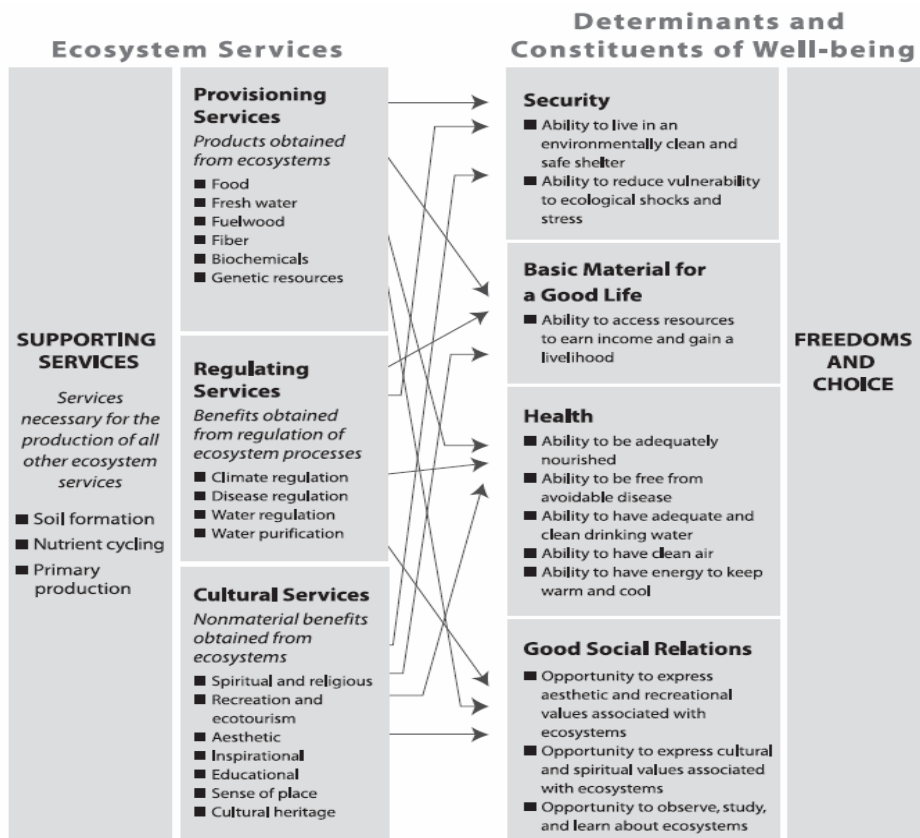 Ecosystem Services
Determinants and
Constituents of Well-being
SUPPORTING
SERVICES
Services
necessary for the
production of all
other ecosystem
services
■ Soil formation
■ Nutrient cycling
■ Primary
production
Provisioning
Services
Products obtained
from ecosystems
■ Food
■ Fresh water
■ Fuelwood
■ Fiber
■ Biochemicals
■ Genetic resources
Regulating
Services
Benefits obtained
from regulation of
ecosystem processes
■ Climate regulation
■ Disease regulation
■ Water regulation
■ Water purification
Cultural Services
Nonmaterial benefits
obtained from
ecosystems
■ Spiritual and religious
■ Recreation and
ecotourism
■ Aesthetic
■ Inspirational
■ Educational
■ Sense of place
■ Cultural heritage
Security
■ Ability to live in an
environmentally clean and
safe shelter
■ Ability to reduce vulnerability
to ecological shocks and
stress
Basic Material for
a Good Life
■ Ability to access resources
to earn income and gain a
livelihood
Health
■ Ability to be adequately
nourished
■ Ability to be free from
avoidable disease
■ Ability to have adequate and
clean drinking water
■ Ability to have clean air
■ Ability to have energy to keep
warm and cool
Good Social Relations
■ Opportunity to express
aesthetic and recreational
values associated with
ecosystems
■ Opportunity to express cultural
and spiritual values associated
with ecosystems
■ Opportunity to observe, study,
and learn about ecosystems
FREEDOMS
AND
CHOICE